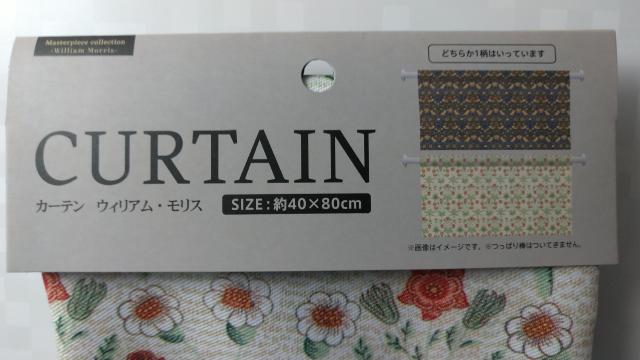 Masterpiece collection
-William Morris-
どちらか1柄はいっています
CURTAIN
カーテン ウィリアム・モリス
SIZE:約40×80cm
※画像はイメージです。※つっぱり棒はついてきません。